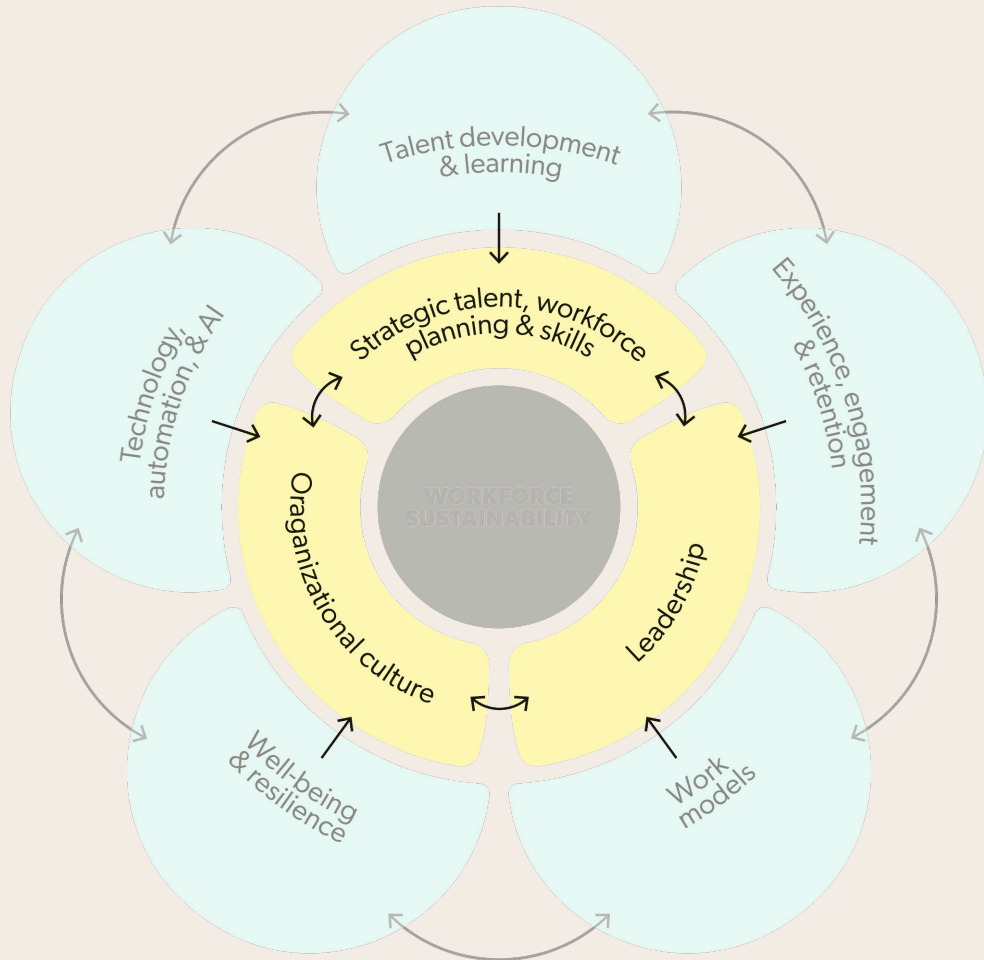 Talent development
& learning
Strategic talent, workforce
planning & skills
Experience, engagement
& retention
Technology,
automation, & AI
WORKFORCE
SUSTAINABILITY
Oraganizational culture
Leadership
Well-being
& resilience
Work
models